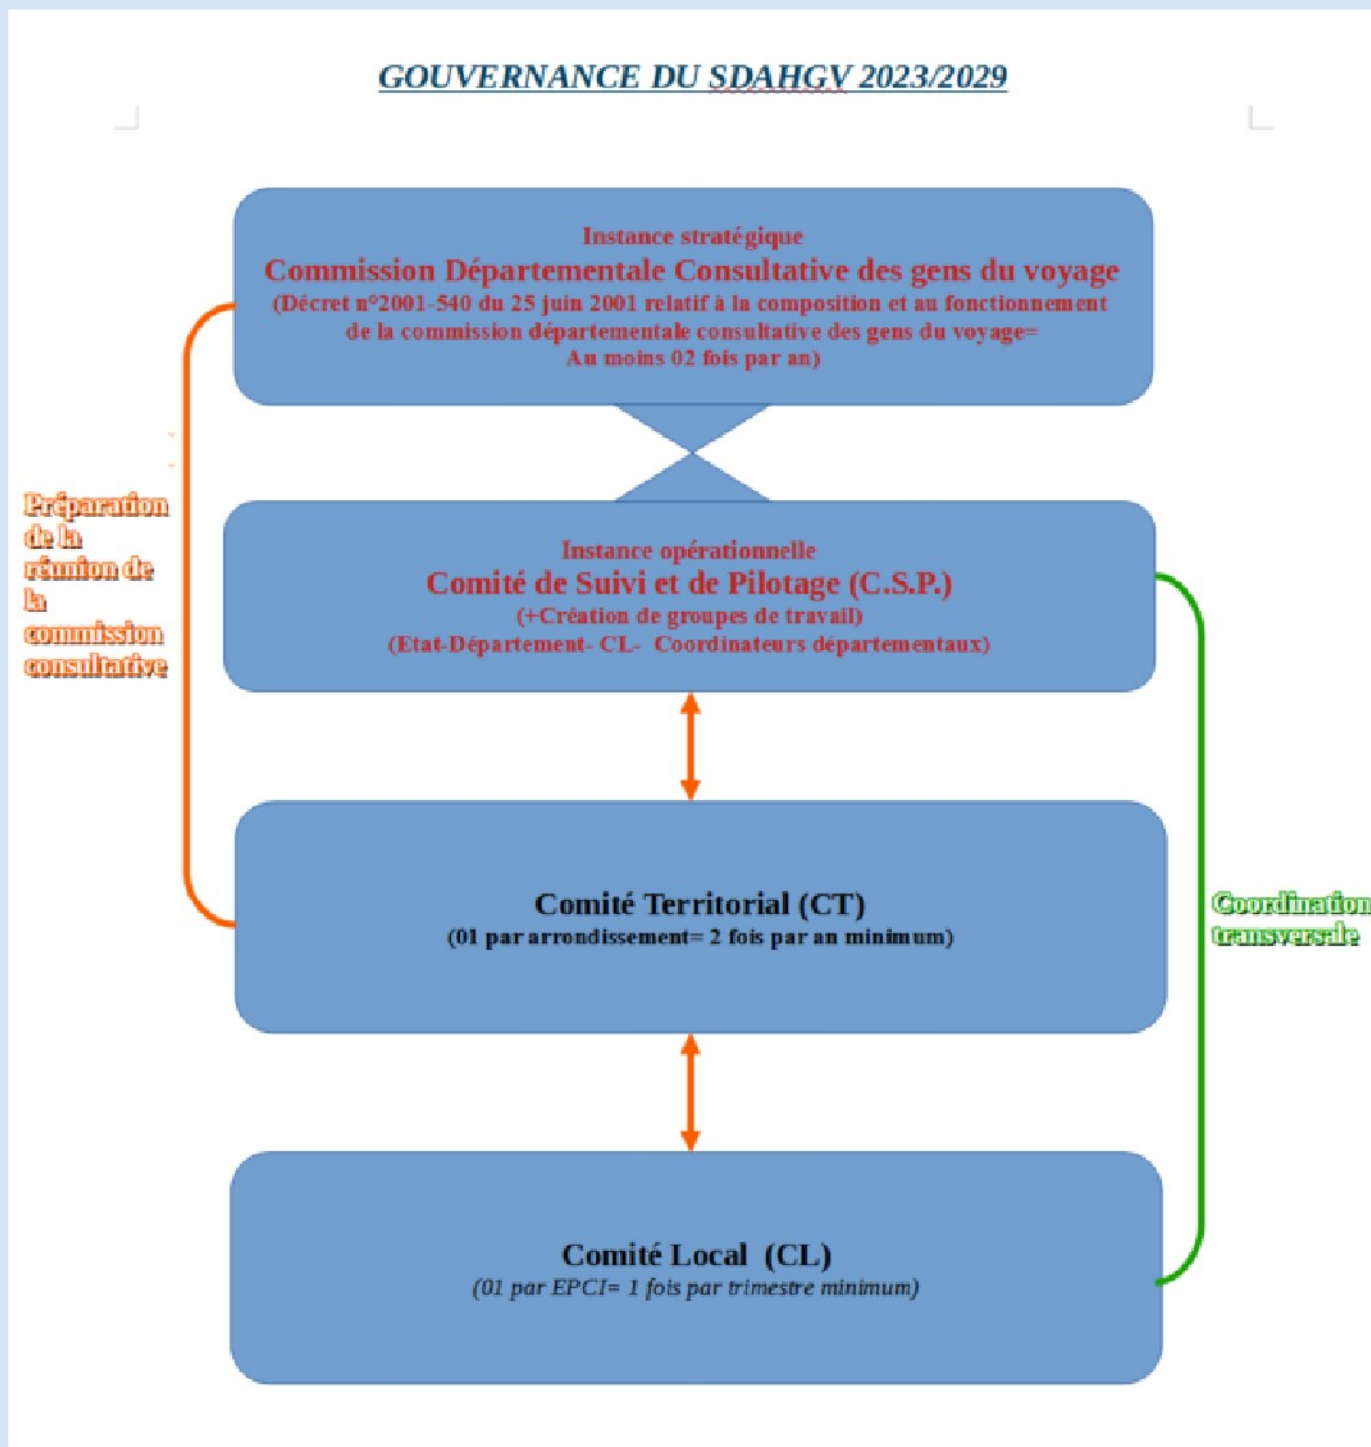 GOUVERNANCE DU SDAHGV 2023/2029
Instance stratégique
Commission Départementale Consultative des gens du voyage
(Décret n°2001-540 du 25 juin 2001 relatif à la composition et au fonctionnement
de la commission départementale consultative des gens du voyage=
Au moins 02 fois par an)
Préparation
de la
réunion de
la
commission
consultative
Instance opérationnelle
Comité de Suivi et de Pilotage (C.S.P.)
(+Création de groupes de travail)
(Etat-Département- CL-  Coordinateurs départementaux)
Comité Territorial (CT)
(01 par arrondissement= 2 fois par an minimum)
Coordination
transversale
Comité Local  (CL)
(01 par EPCI= 1 fois par trimestre minimum)